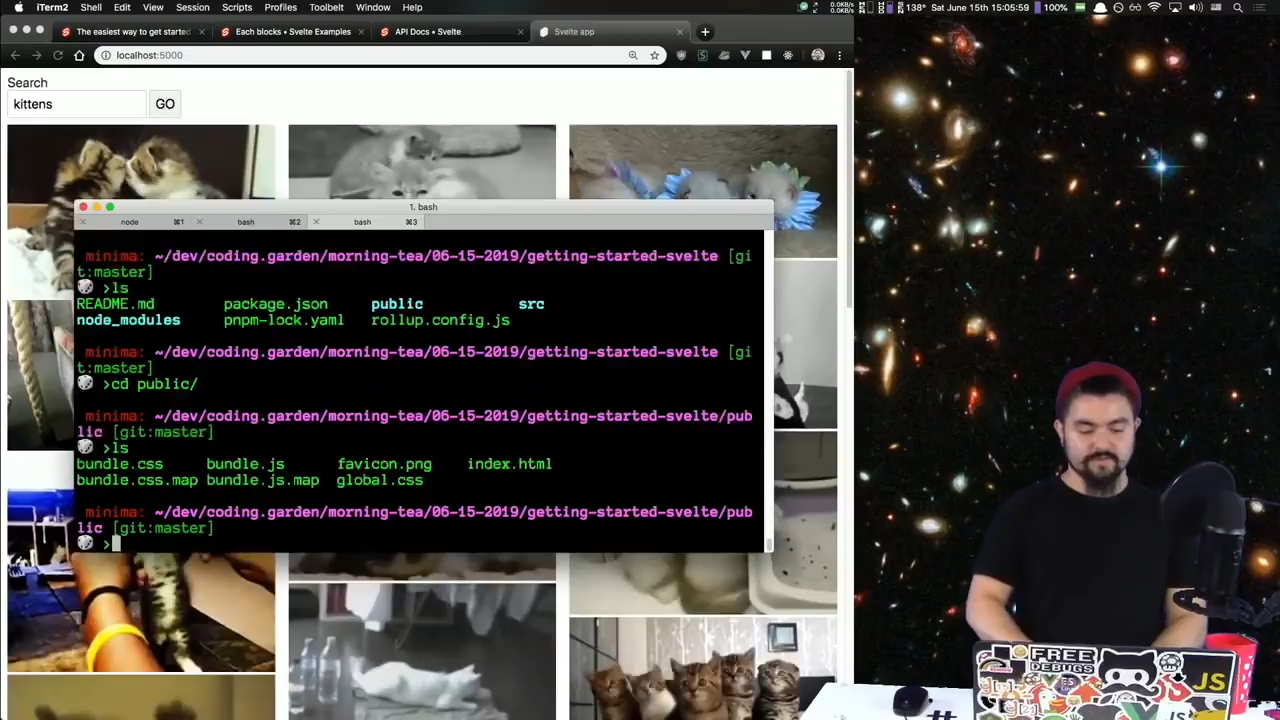 iTerm2 Shell Edit View Session Scripts Profiles Toolbelt Window Help
0.0KB/s
0.0KB/s
138° Sat June 15th 15:05:59 100%
The easiest way to get started
Each blocks • Svelte Examples
API Docs • Svelte
Svelte app
localhost:5000
Search
kittens GO
1. bash
node ⌘1 bash ⌘2 bash ⌘3
minima: ~/dev/coding.garden/morning-tea/06-15-2019/getting-started-svelte [gi
t:master]
>ls
README.md package.json public src
node_modules pnpm-lock.yaml rollup.config.js
minima: ~/dev/coding.garden/morning-tea/06-15-2019/getting-started-svelte [gi
t:master]
>cd public/
minima: ~/dev/coding.garden/morning-tea/06-15-2019/getting-started-svelte/pub
lic [git:master]
>ls
bundle.css bundle.js favicon.png index.html
bundle.css.map bundle.js.map global.css
minima: ~/dev/coding.garden/morning-tea/06-15-2019/getting-started-svelte/pub
lic [git:master]
>
FREE
DEBUGS
JS